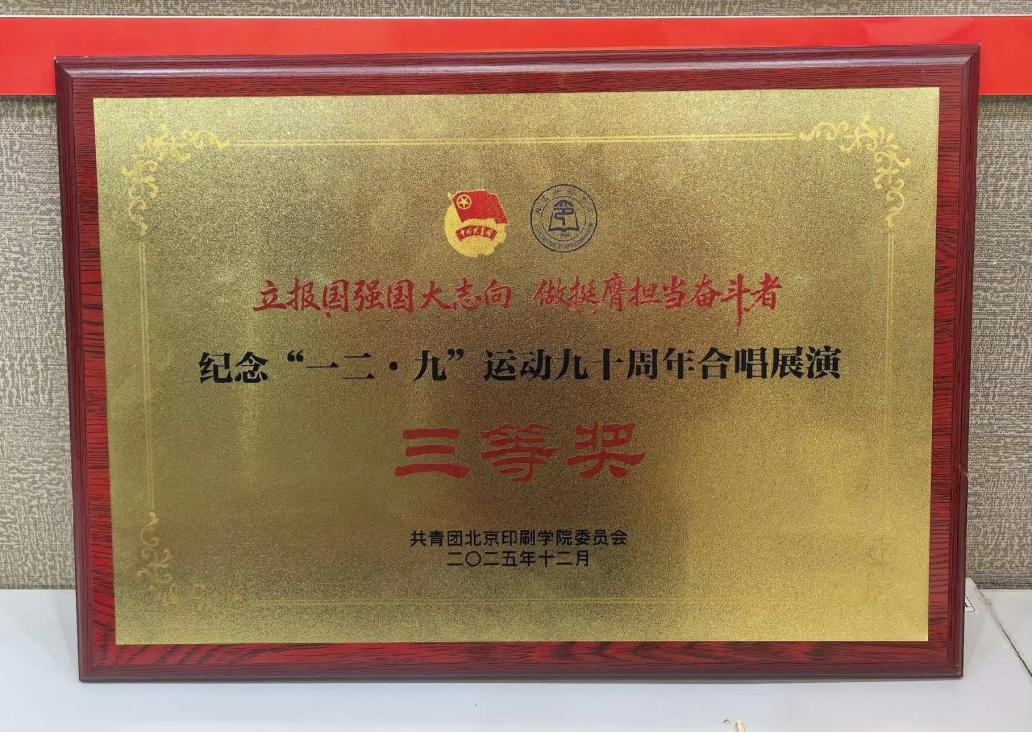 立报国强国大志向 做挺膺担当奋斗者
纪念“一二·九”运动九十周年合唱展演
三等奖
共青团北京印刷学院委员会
二〇二五年十二月